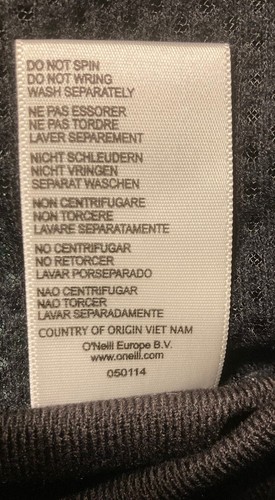 DO NOT SPIN
DO NOT WRING
WASH SEPARATELY
NE PAS ESSORER
NE PAS TORDRE
LAVER SEPAREMENT
NICHT SCHLEUDERN
NICHT VRINGEN
SEPARAT WASCHEN
NON CENTRIFUGARE
NON TORCERE
LAVARE SEPARATAMENTE
NO CENTRIFUGAR
NO RETORCER
LAVAR PORSEPARADO
NAO CENTRIFUGAR
NAO TORCER
LAVAR SEPARADAMENTE
COUNTRY OF ORIGIN VIET NAM
O'Neill Europe B.V.
www.oneill.com
050114